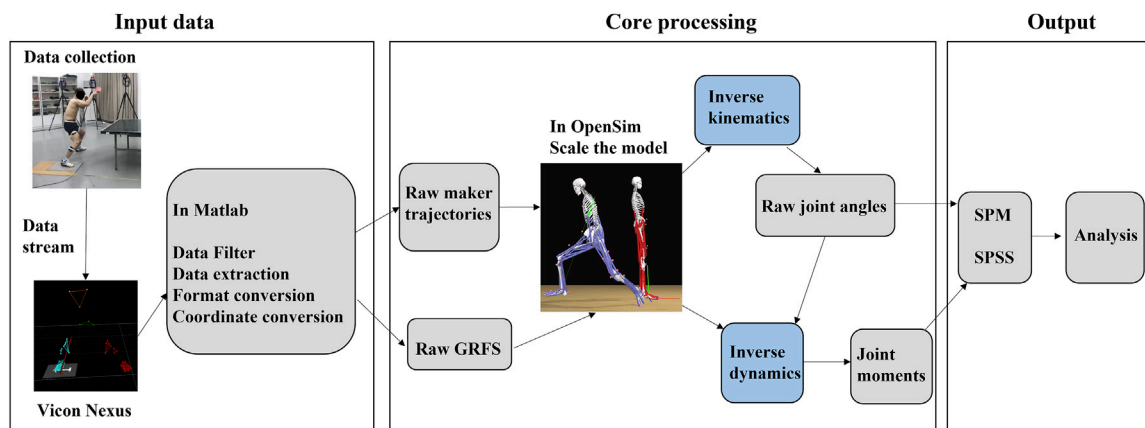 Input data
Core processing
Output
Data collection
Data
stream
Vicon Nexus
In Matlab
Data Filter
Data extraction
Format conversion
Coordinate conversion
Raw maker
trajectories
Raw GRFS
In OpenSim
Scale the model
Inverse
kinematics
Raw joint angles
Inverse
dynamics
Joint
moments
SPM
SPSS
Analysis